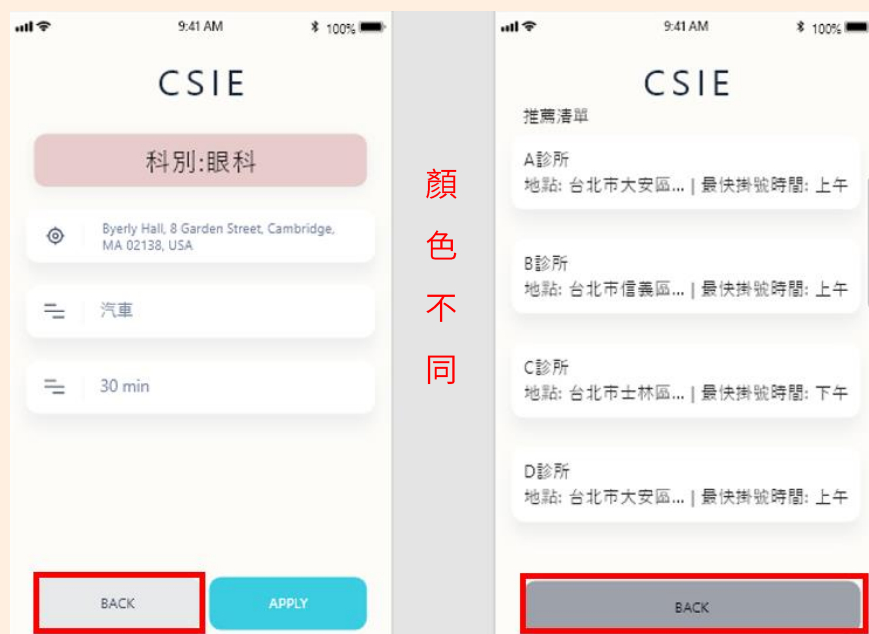 9:41 AM
100%
CSIE
科別:眼科
Byerly Hall, 8 Garden Street, Cambridge,
MA 02138, USA
汽車
30 min
BACK
APPLY
顏
色
不
同
9:41 AM
100%
CSIE
推薦清單
A診所
地點: 台北市大安區... | 最快掛號時間: 上午
B診所
地點: 台北市信義區... | 最快掛號時間: 上午
C診所
地點: 台北市士林區... | 最快掛號時間: 下午
D診所
地點: 台北市大安區... | 最快掛號時間: 上午
BACK